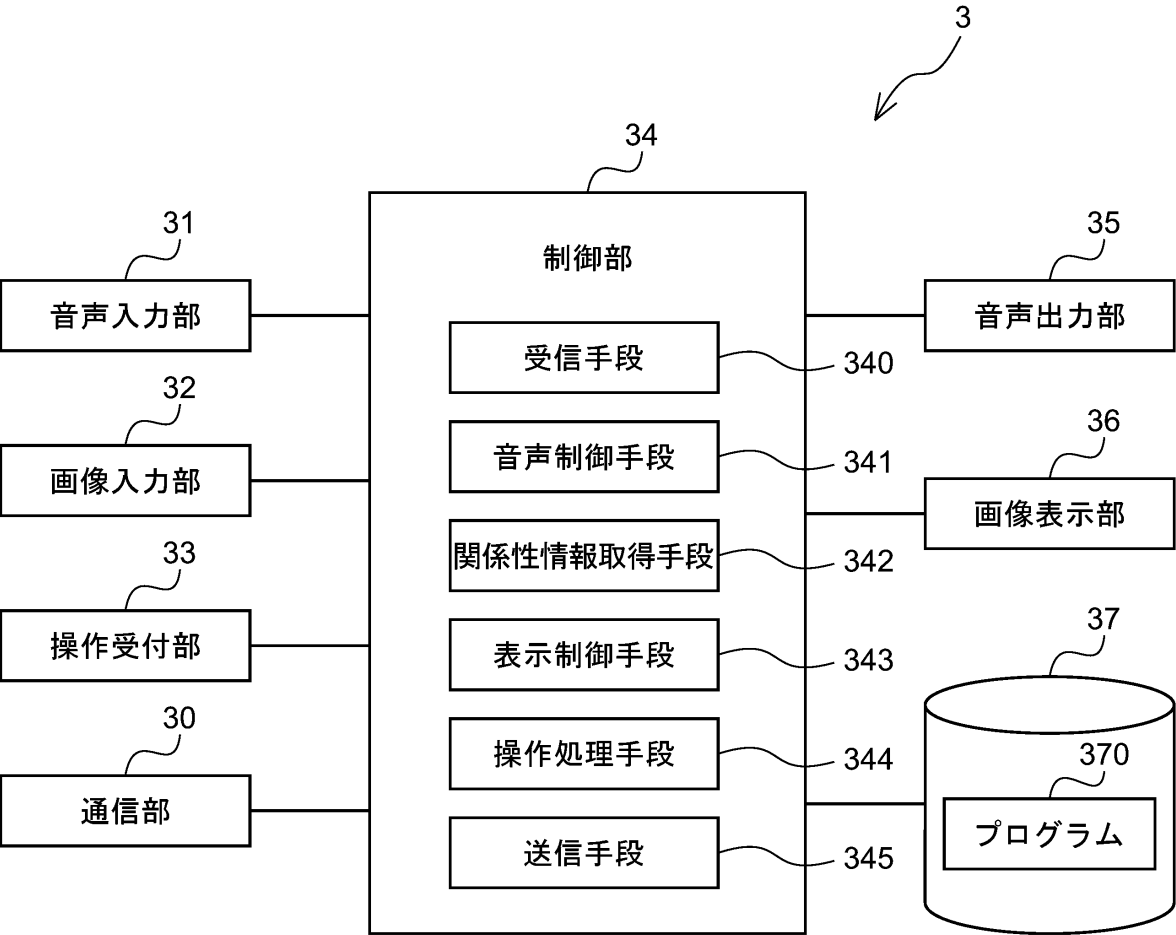 3
34
制御部
31
音声入力部
32
画像入力部
33
操作受付部
30
通信部
受信手段
340
音声制御手段
341
関係性情報取得手段
342
表示制御手段
343
操作処理手段
344
送信手段
345
35
音声出力部
36
画像表示部
37
370
プログラム